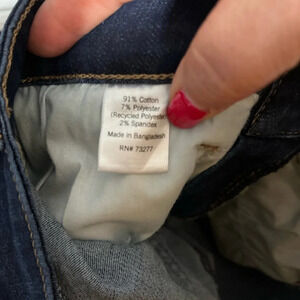 91% Cotton
7% Polyester
(Recycled Polyester)
2% Spandex
Made in Bangladesh
RN# 73277